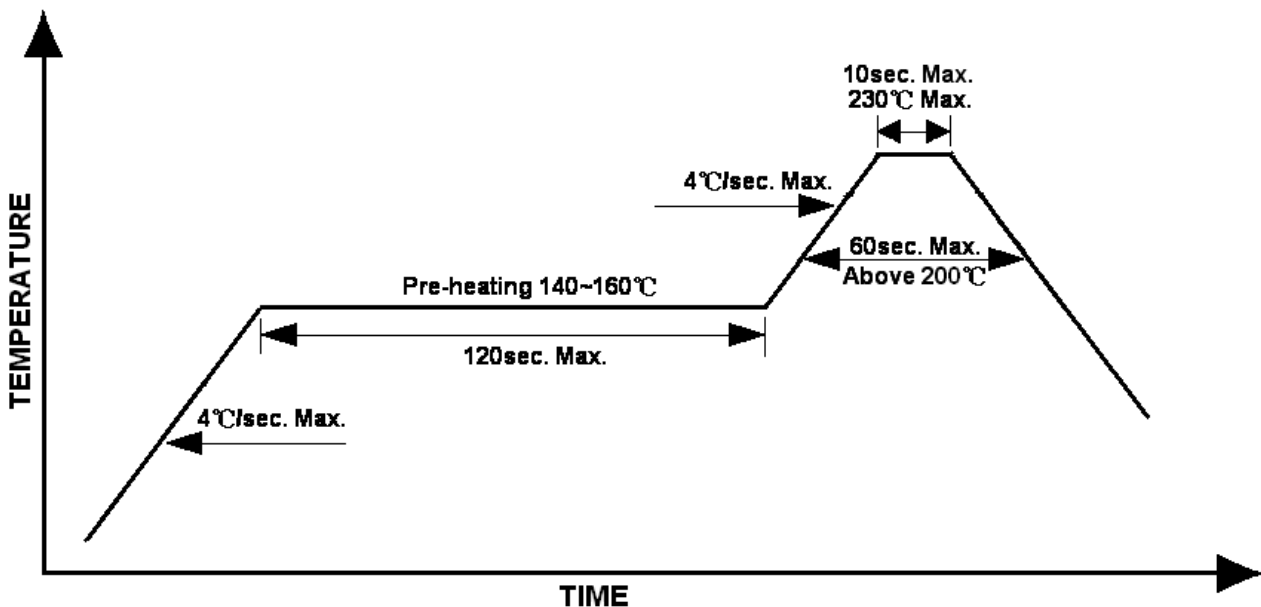 10sec. Max.
230℃ Max.
4℃/sec. Max.
60sec. Max.
Above 200℃
Pre-heating 140~160℃
120sec. Max.
4℃/sec. Max.
TEMPERATURE
TIME